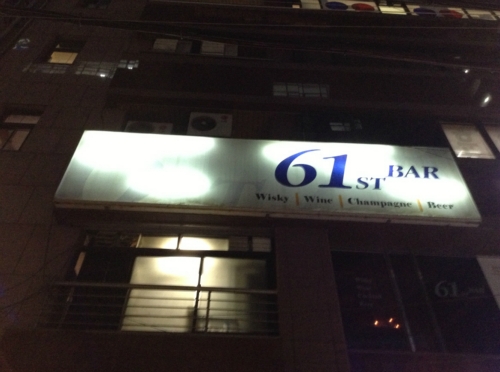 61ST BAR
Wisky | Wine | Champagne | Beer
61